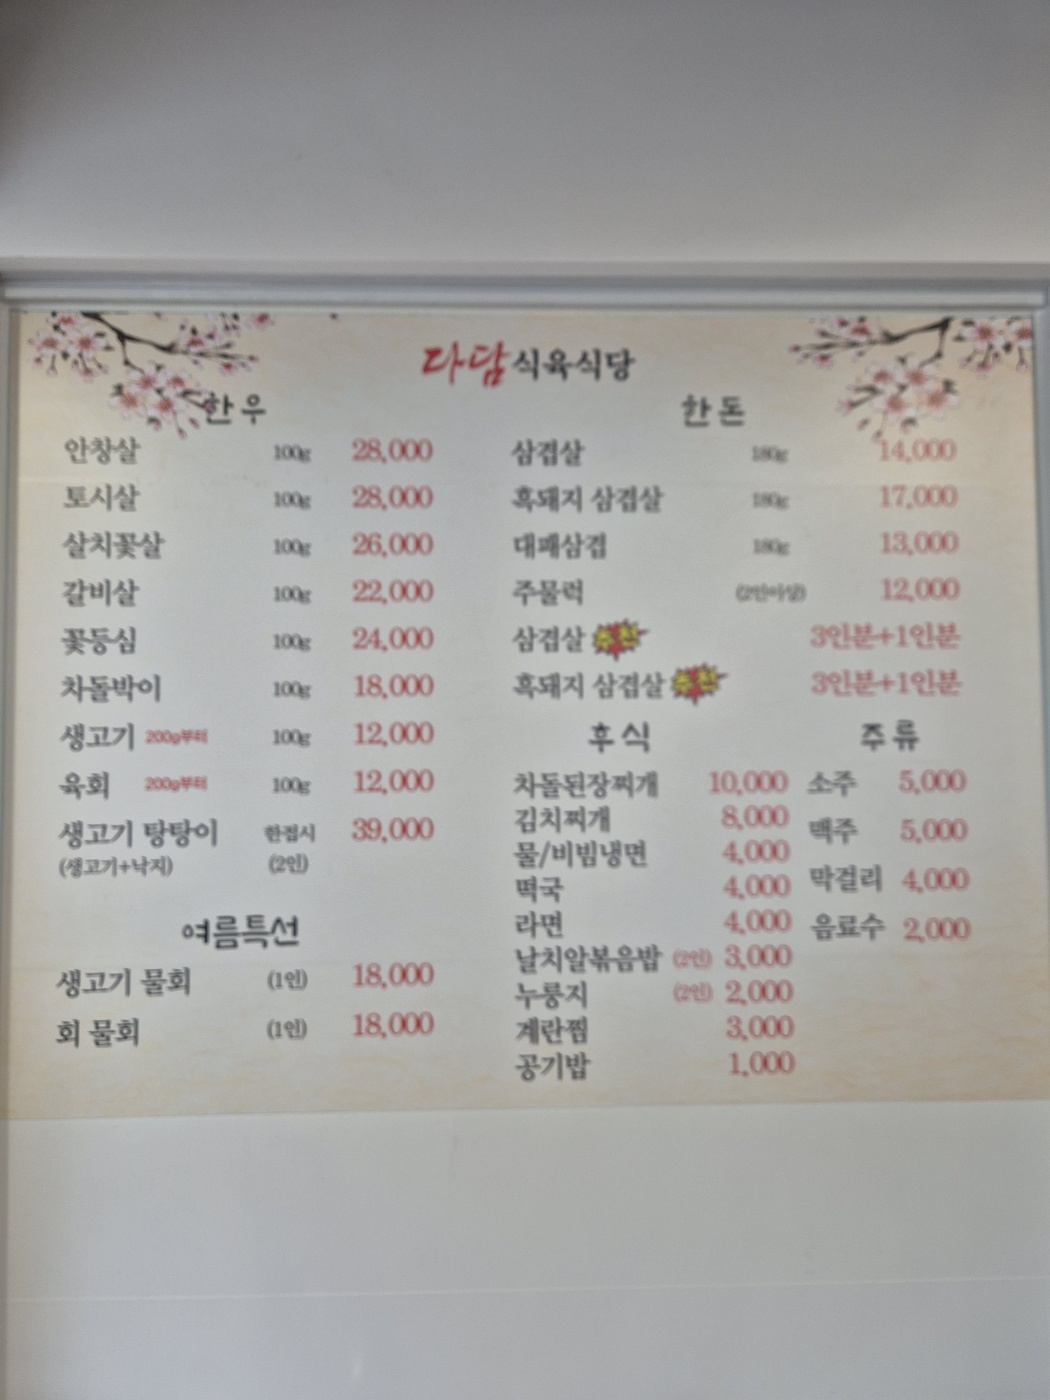 다담식육식당
한우
안창살 100g 28,000
토시살 100g 28,000
살치꽃살 100g 26,000
갈비살 100g 22,000
꽃등심 100g 24,000
차돌박이 100g 18,000
생고기 200g부터 100g 12,000
육회 200g부터 100g 12,000
생고기 탕탕이 한접시 39,000
(생고기+낙지) (2인)
여름특선
생고기 물회 (1인) 18,000
회 물회 (1인) 18,000
한돈
삼겹살 180g 14,000
흑돼지 삼겹살 180g 17,000
대패삼겹 180g 13,000
주물럭 (2인이상) 12,000
삼겹살 추천 3인분+1인분
흑돼지 삼겹살 추천 3인분+1인분
후식
차돌된장찌개 10,000
김치찌개 8,000
물/비빔냉면 4,000
떡국 4,000
라면 4,000
날치알볶음밥 (2인) 3,000
누룽지 (2인) 2,000
계란찜 3,000
공기밥 1,000
주류
소주 5,000
맥주 5,000
막걸리 4,000
음료수 2,000